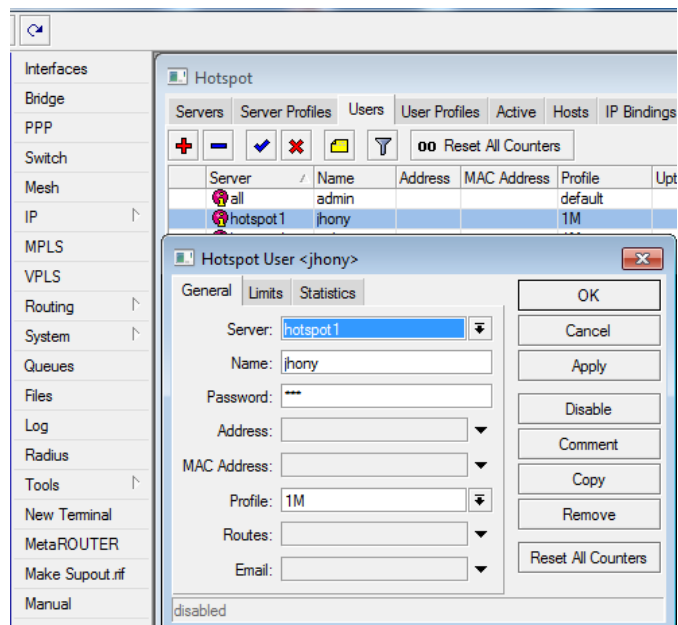 Interfaces
Bridge
PPP
Switch
Mesh
IP
MPLS
VPLS
Routing
System
Queues
Files
Log
Radius
Tools
New Terminal
MetaROUTER
Make Supout.rif
Manual
Hotspot
Servers Server Profiles Users User Profiles Active Hosts IP Bindings
00 Reset All Counters
Server Name Address MAC Address Profile Upt
all admin default
hotspot1 jhony 1M
Hotspot User <jhony>
General Limits Statistics
Server: hotspot1
Name: jhony
Password: ***
Address:
MAC Address:
Profile: 1M
Routes:
Email:
OK
Cancel
Apply
Disable
Comment
Copy
Remove
Reset All Counters
disabled